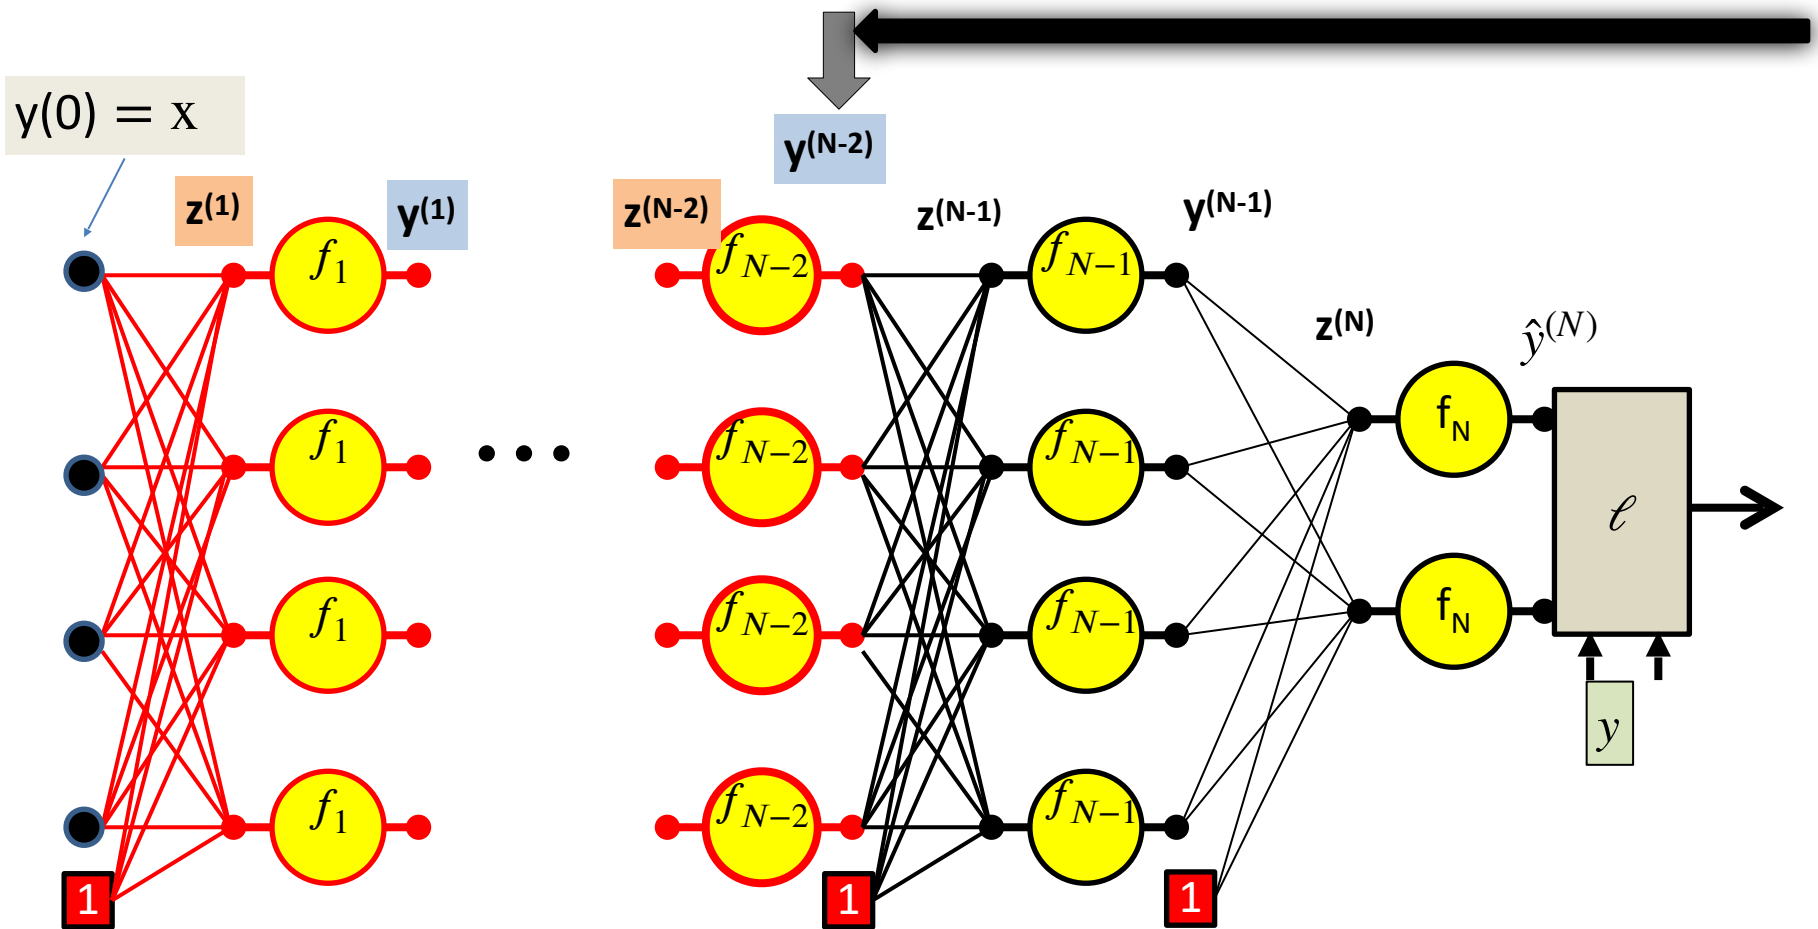 y(0) = x
y(N-2)
z(1)
y(1)
z(N-2)
z(N-1)
y(N-1)
z(N)
ŷ(N)
f1
fN−2
fN−1
fN
f1
fN−2
fN−1
...
ℓ
f1
fN−2
fN−1
fN
y
f1
fN−2
fN−1
1
1
1